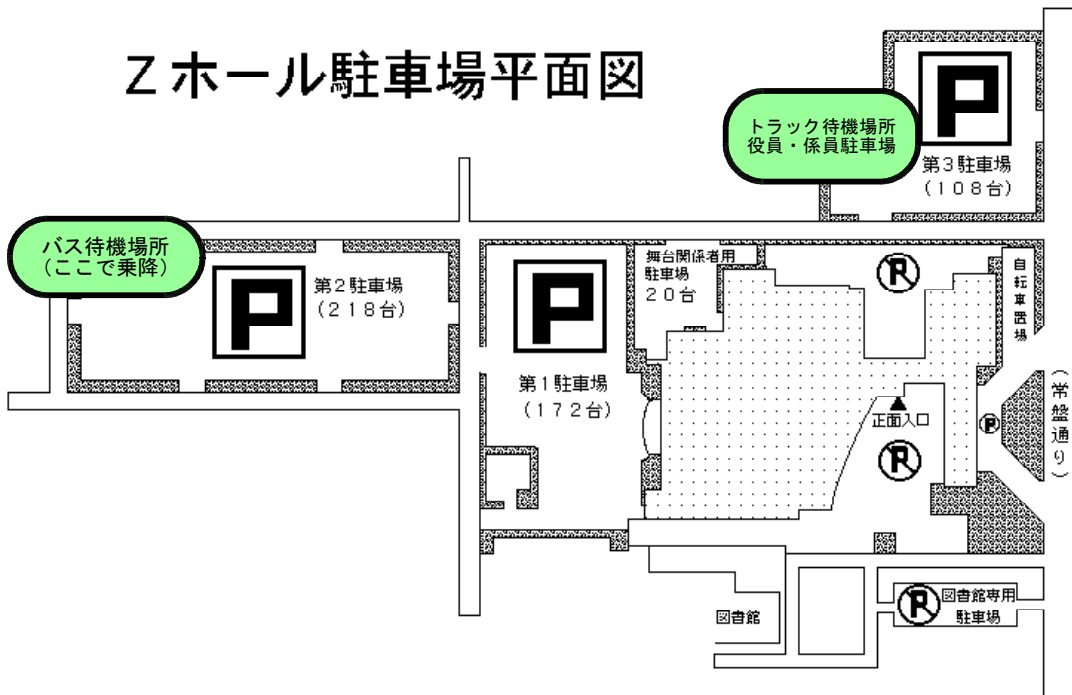 Zホール駐車場平面図
P
トラック待機場所
役員・係員駐車場
第3駐車場
(108台)
バス待機場所
(ここで乗降)
P
第2駐車場
(218台)
P
第1駐車場
(172台)
舞台関係者用
駐車場
20台
P
自転車置場
(常盤通り)
正面入口
P
P
図書館
P
図書館専用
駐車場